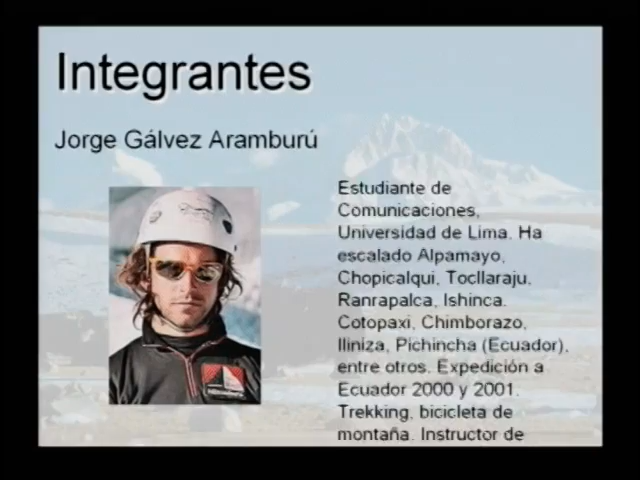 Integrantes
Jorge Gálvez Aramburú
Estudiante de
Comunicaciones,
Universidad de Lima. Ha
escalado Alpamayo,
Chopicalqui, Tocllaraju,
Ranrapalca, Ishinca.
Cotopaxi, Chimborazo,
Iliniza, Pichincha (Ecuador),
entre otros. Expedición a
Ecuador 2000 y 2001.
Trekking, bicicleta de
montaña. Instructor de